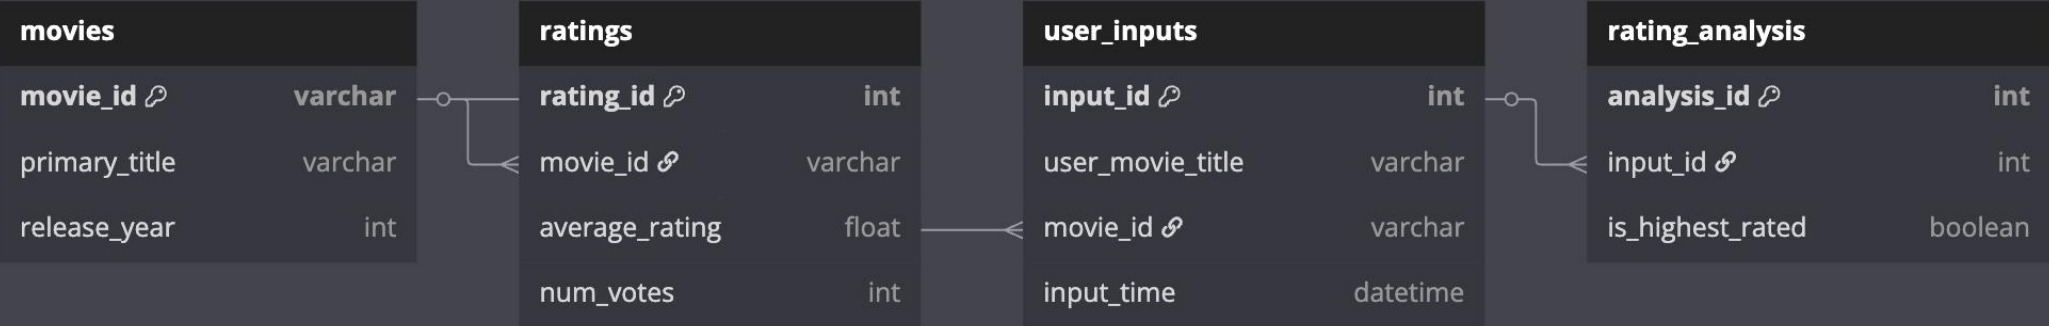 movies
movie_id varchar
primary_title varchar
release_year int
ratings
rating_id int
movie_id varchar
average_rating float
num_votes int
user_inputs
input_id int
user_movie_title varchar
movie_id varchar
input_time datetime
rating_analysis
analysis_id int
input_id int
is_highest_rated boolean